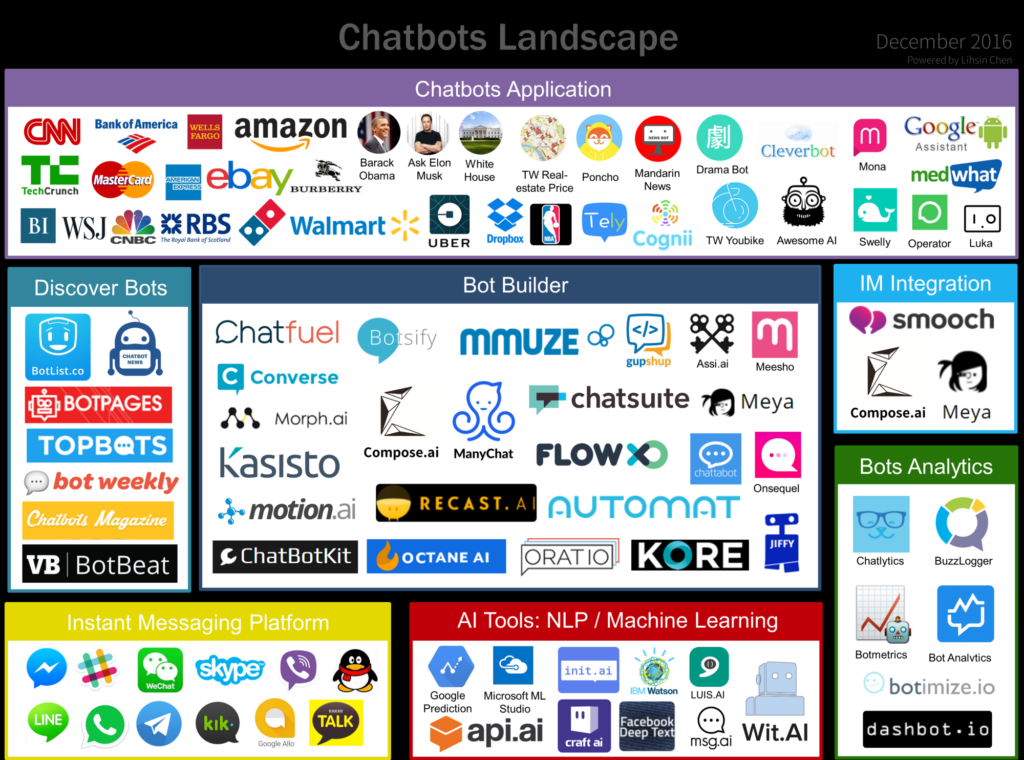 Chatbots Landscape
December 2016
Powered by Lihsin Chen
Chatbots Application
CNN
Bank of America
WELLS
FARGO
amazon
Barack
Obama
Ask Elon
Musk
White
House
TW Real-
estate Price
Poncho
NEWS BOT
Mandarin
News
劇
Drama Bot
Cleverbot
m
Mona
Google
Assistant
TC
TechCrunch
MasterCard
AMERICAN
EXPRESS
ebay
BURBERRY
medwhat
BI
WSJ
CNBC
RBS
The Royal Bank of Scotland
Walmart
UBER
Dropbox
NBA
Tely
Cognii
TW Youbike
Awesome AI
Swelly
Operator
Luka
Discover Bots
BotList.co
CHATBOT
NEWS
BOTPAGES
TOPBOTS
bot weekly
Chatbots Magazine
VB BotBeat
Bot Builder
Chatfuel
Botsify
mmuze
gupshup
Assi.ai
m
Meesho
C Converse
Morph.ai
Compose.ai
ManyChat
chatsuite
Meya
Kasisto
FLOW XO
chattabot
Onsequel
motion.ai
RECAST.AI
AUTOMAT
ChatBotKit
OCTANE AI
ORATIO
KORE
JIFFY
IM Integration
smooch
Compose.ai
Meya
Bots Analytics
Chatlytics
BuzzLogger
Botmetrics
Bot Analvtcs
botimize.io
dashbot.io
Instant Messaging Platform
WeChat
skype
LINE
kik
Google Allo
TALK
AI Tools: NLP / Machine Learning
Google
Prediction
Microsoft ML
Studio
init.ai
IBM Watson
LUIS.AI
api.ai
craft ai
Facebook
Deep Text
msg.ai
Wit.AI